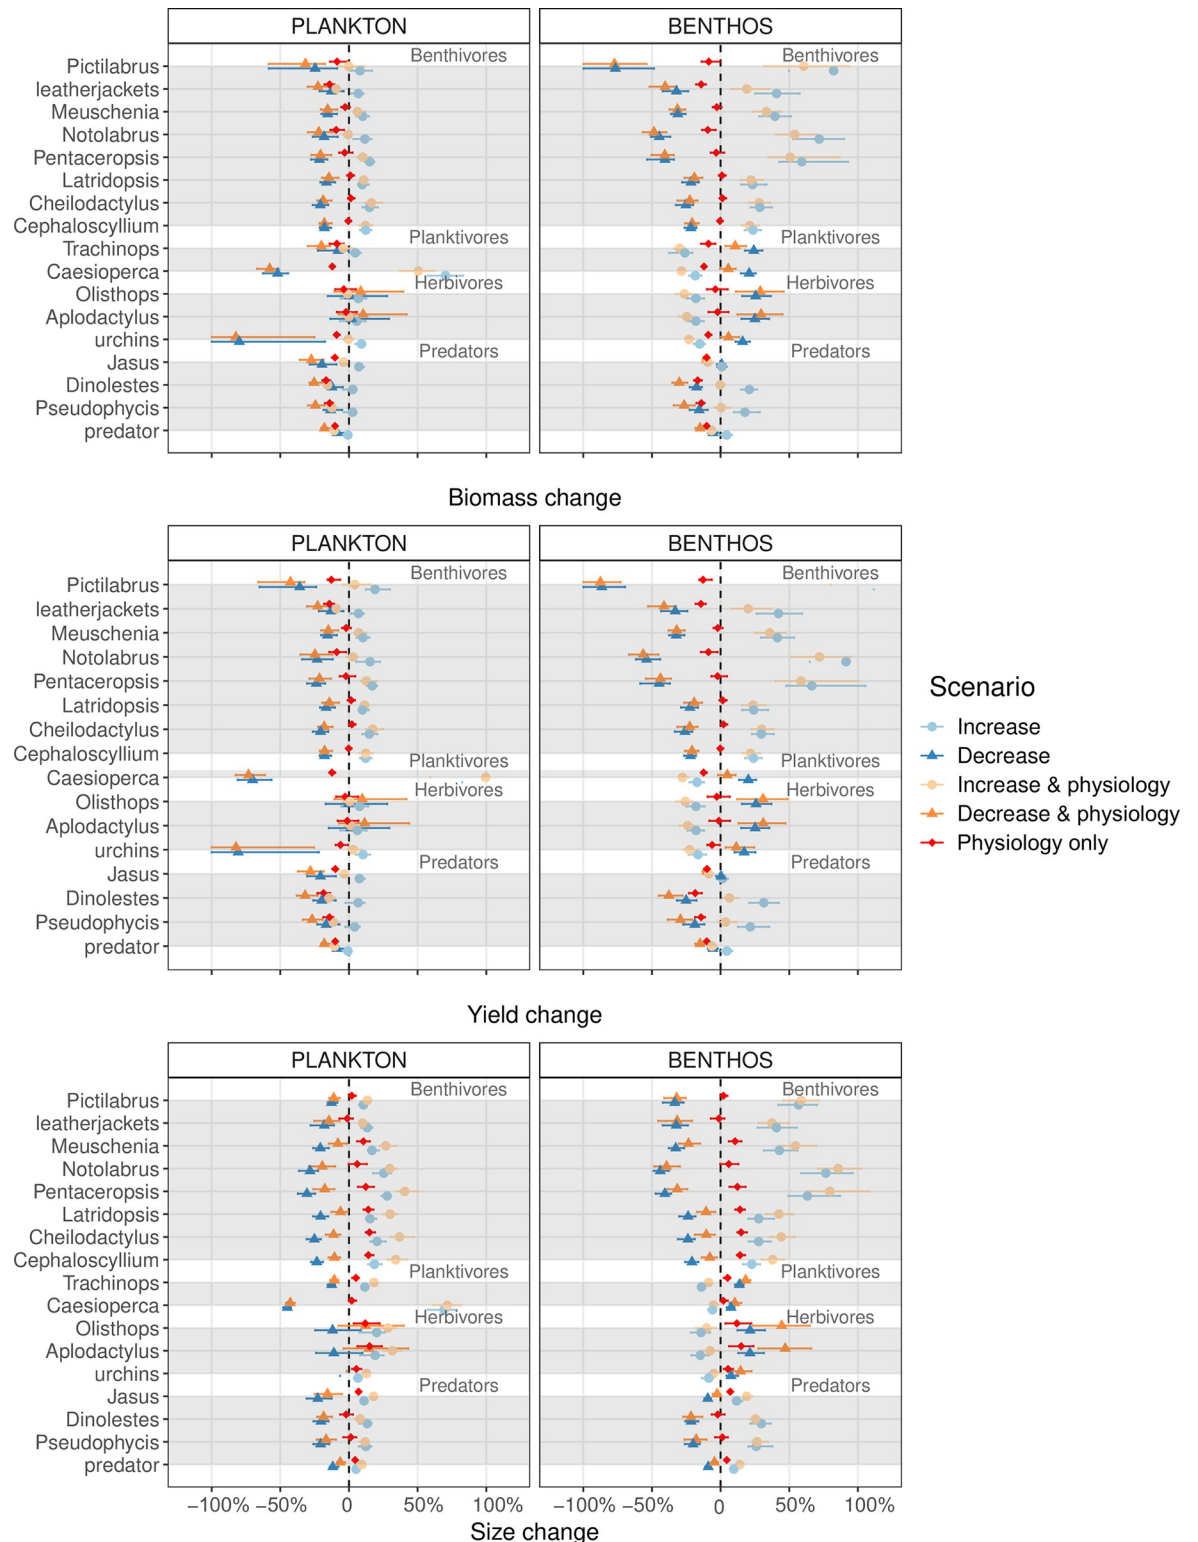 PLANKTON BENTHOS
Benthivores Benthivores
Pictilabrus
leatherjackets
Meuschenia
Notolabrus
Pentaceropsis
Latridopsis
Cheilodactylus
Cephaloscyllium
Planktivores Planktivores
Trachinops
Caesioperca
Herbivores Herbivores
Olisthops
Aplodactylus
urchins
Predators Predators
Jasus
Dinolestes
Pseudophycis
predator
Biomass change
PLANKTON BENTHOS
Benthivores Benthivores
Pictilabrus
leatherjackets
Meuschenia
Notolabrus
Pentaceropsis
Latridopsis
Cheilodactylus
Cephaloscyllium
Planktivores Planktivores
Caesioperca
Herbivores Herbivores
Olisthops
Aplodactylus
urchins
Predators Predators
Jasus
Dinolestes
Pseudophycis
predator
Scenario
Increase
Decrease
Increase & physiology
Decrease & physiology
Physiology only
Yield change
PLANKTON BENTHOS
Benthivores Benthivores
Pictilabrus
leatherjackets
Meuschenia
Notolabrus
Pentaceropsis
Latridopsis
Cheilodactylus
Cephaloscyllium
Planktivores Planktivores
Trachinops
Caesioperca
Herbivores Herbivores
Olisthops
Aplodactylus
urchins
Predators Predators
Jasus
Dinolestes
Pseudophycis
predator
−100% −50% 0 50% 100% −100% −50% 0 50% 100%
Size change